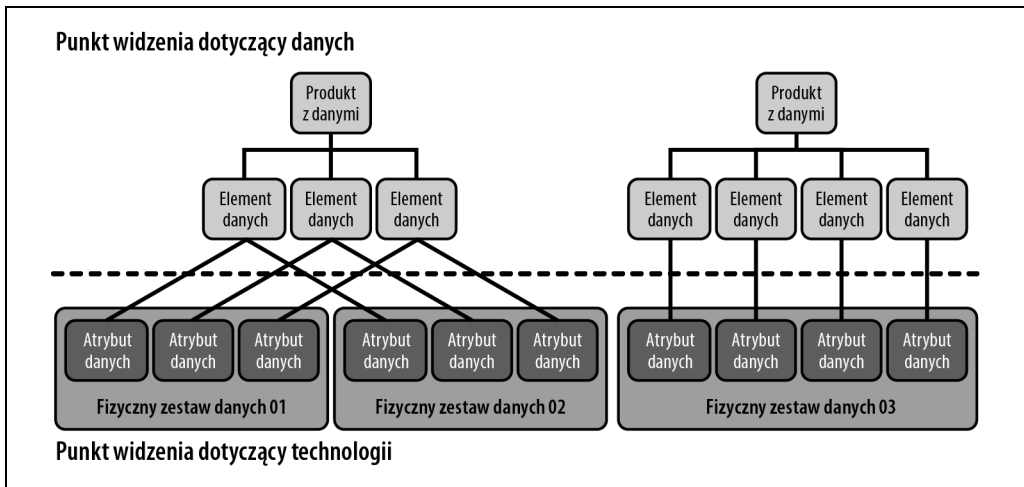 Punkt widzenia dotyczący danych
Produkt
z danymi
Produkt
z danymi
Element
danych
Element
danych
Element
danych
Element
danych
Element
danych
Element
danych
Element
danych
Atrybut
danych
Atrybut
danych
Atrybut
danych
Atrybut
danych
Atrybut
danych
Atrybut
danych
Atrybut
danych
Atrybut
danych
Atrybut
danych
Atrybut
danych
Fizyczny zestaw danych 01
Fizyczny zestaw danych 02
Fizyczny zestaw danych 03
Punkt widzenia dotyczący technologii